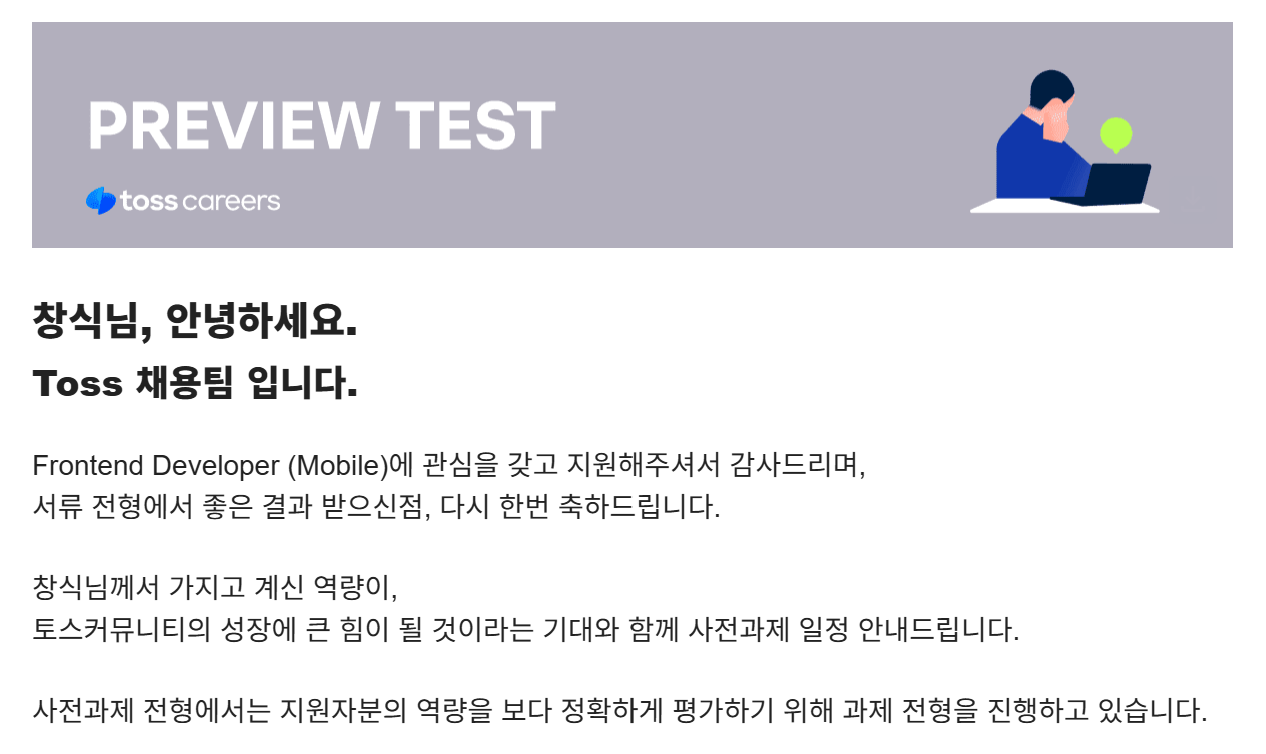 PREVIEW TEST
toss careers
창식님, 안녕하세요.
Toss 채용팀 입니다.
Frontend Developer (Mobile)에 관심을 갖고 지원해주셔서 감사드리며,
서류 전형에서 좋은 결과 받으신점, 다시 한번 축하드립니다.
창식님께서 가지고 계신 역량이,
토스커뮤니티의 성장에 큰 힘이 될 것이라는 기대와 함께 사전과제 일정 안내드립니다.
사전과제 전형에서는 지원자분의 역량을 보다 정확하게 평가하기 위해 과제 전형을 진행하고 있습니다.